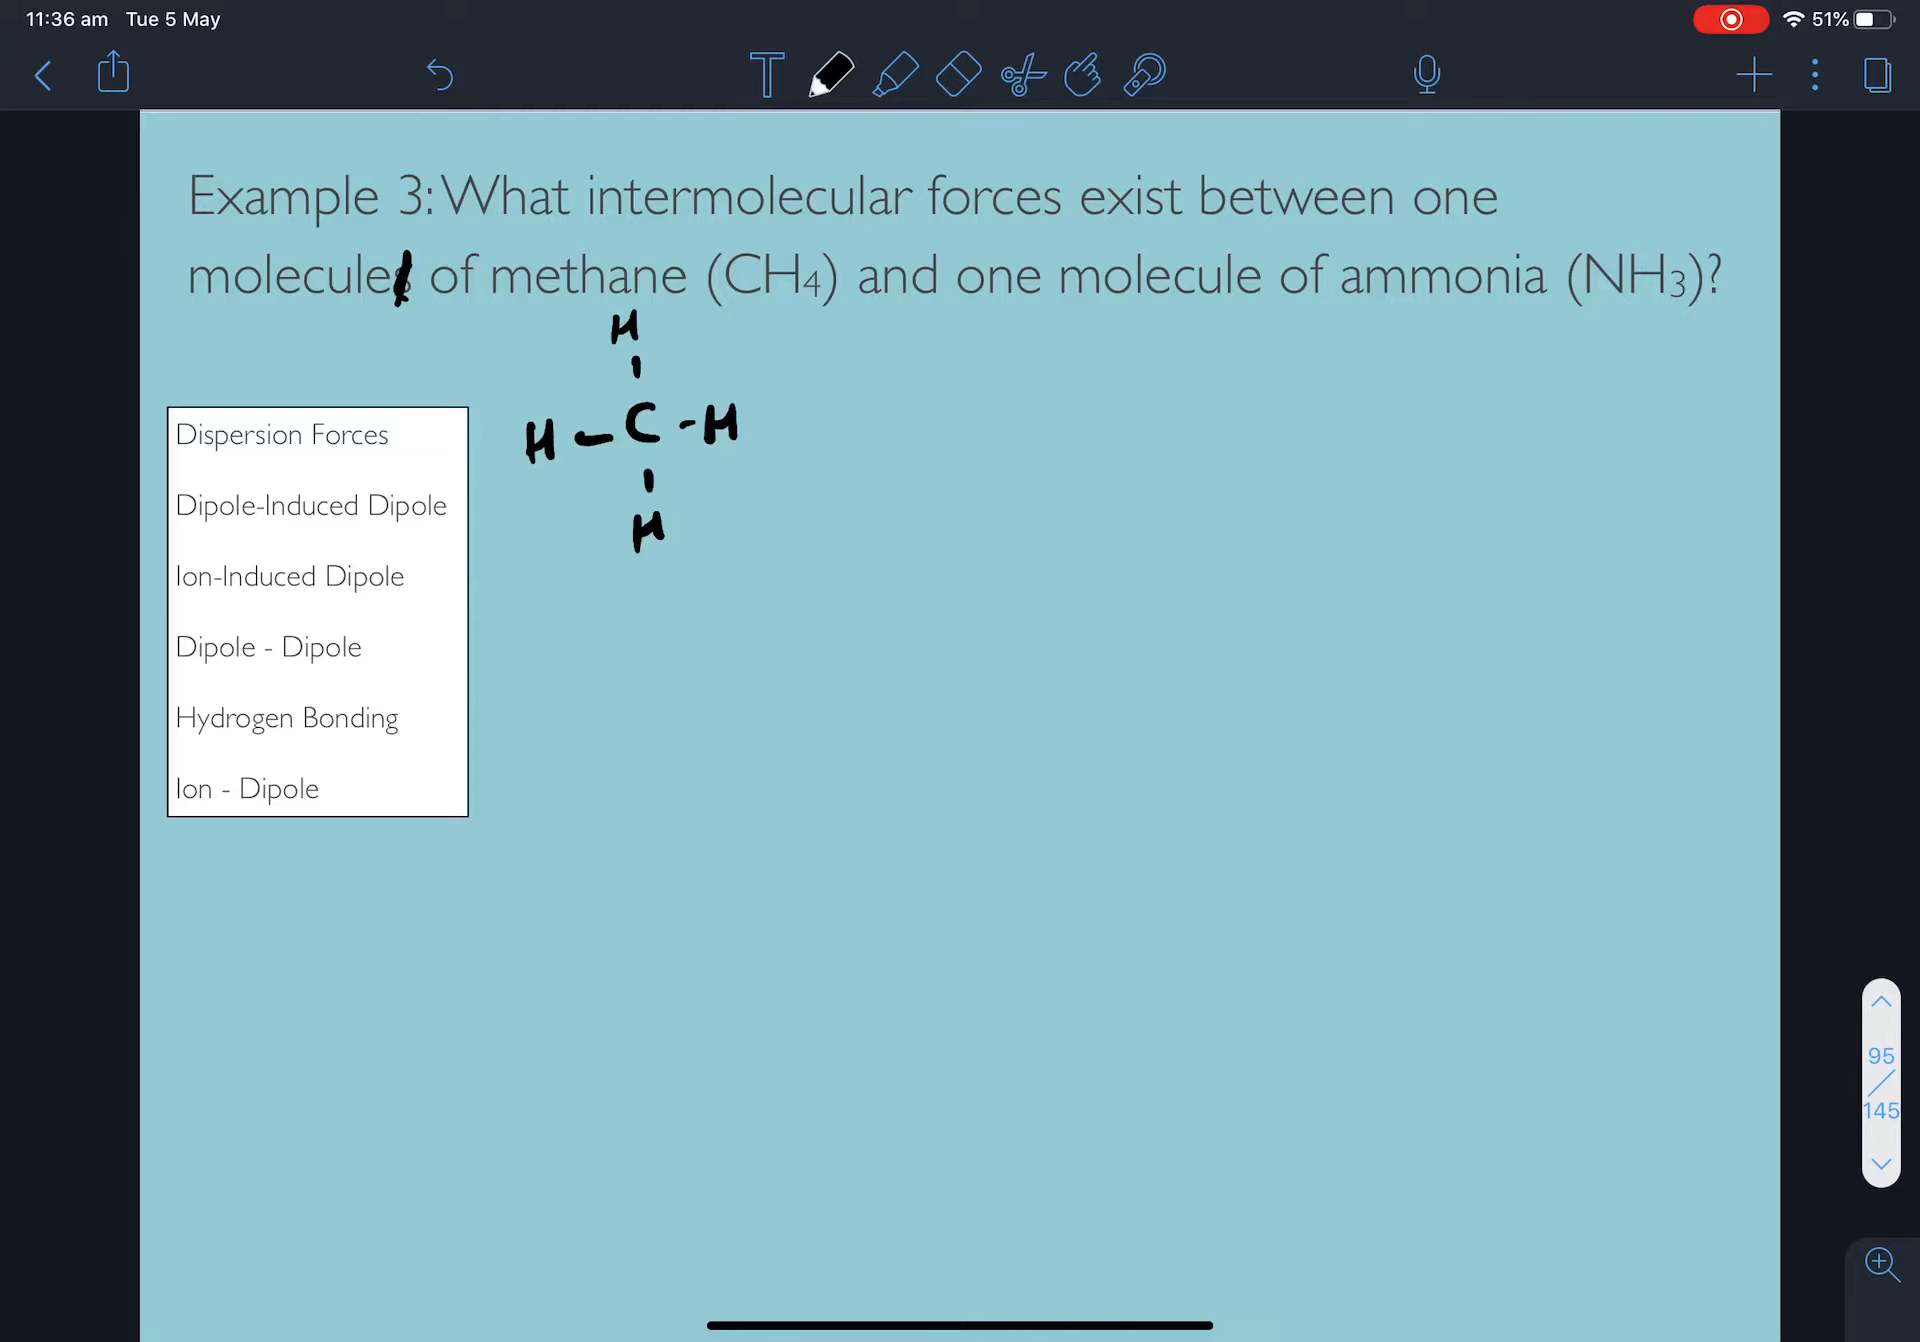 11:36 am Tue 5 May
51%
Example 3: What intermolecular forces exist between one
molecule of methane (CH4) and one molecule of ammonia (NH3)?
H
H - C - H
H
Dispersion Forces
Dipole-Induced Dipole
Ion-Induced Dipole
Dipole - Dipole
Hydrogen Bonding
Ion - Dipole
95
145